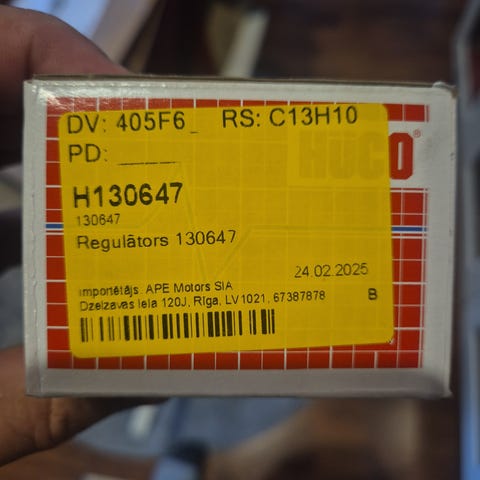 DV: 405F6_ RS: C13H10
PD: _____
HÜCO®
H130647
130647
Regulātors 130647
24.02.2025
Importētājs. APE Motors SIA
Dzelzavas iela 120J, Rīga, LV1021, 67387878 B